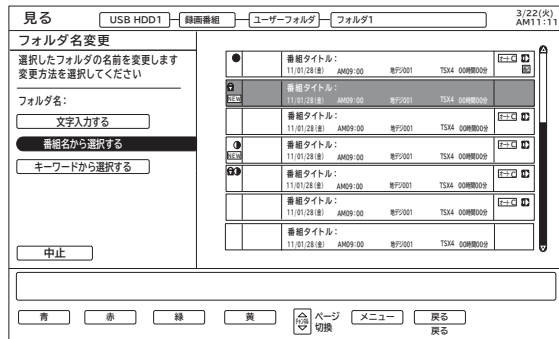 見る
USB HDD1
録画番組
ユーザーフォルダ
フォルダ1
3/22(火)
AM11:11
フォルダ名変更
選択したフォルダの名前を変更します
変更方法を選択してください
フォルダ名:
文字入力する
番組名から選択する
キーワードから選択する
中止
番組タイトル:
11/01/28(金) AM09:00 地デジ001 TSX4 00時間00分
番組タイトル:
NEW 11/01/28(金) AM09:00 地デジ001 TSX4 00時間00分
番組タイトル:
11/01/28(金) AM09:00 地デジ001 TSX4 00時間00分
番組タイトル:
NEW 11/01/28(金) AM09:00 地デジ001 TSX4 00時間00分
番組タイトル:
11/01/28(金) AM09:00 地デジ001 TSX4 00時間00分
番組タイトル:
11/01/28(金) AM09:00 地デジ001 TSX4 00時間00分
番組タイトル:
11/01/28(金) AM09:00 地デジ001 TSX4 00時間00分
青 赤 緑 黄 チャンネル ページ切換 メニュー 戻る
戻る